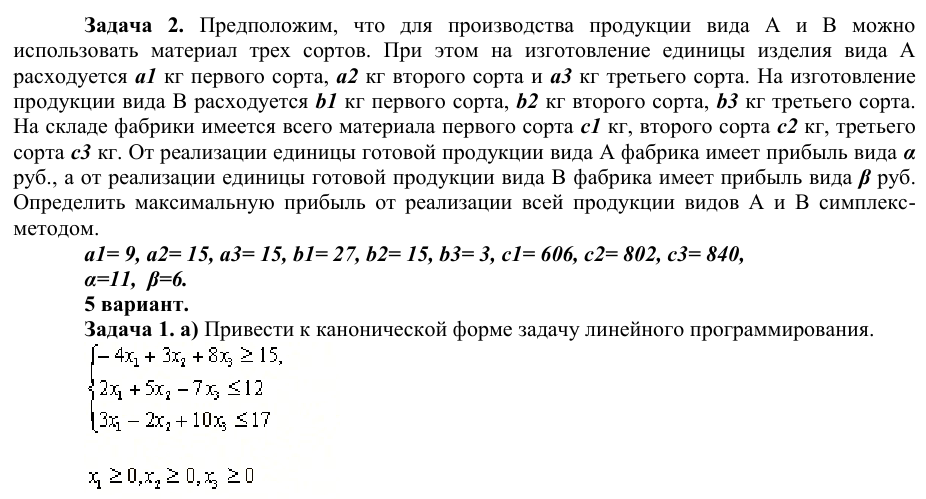 Задача 2. Предположим, что для производства продукции вида А и В можно
использовать материал трех сортов. При этом на изготовление единицы изделия вида А
расходуется a1 кг первого сорта, a2 кг второго сорта и a3 кг третьего сорта. На изготовление
продукции вида В расходуется b1 кг первого сорта, b2 кг второго сорта, b3 кг третьего сорта.
На складе фабрики имеется всего материала первого сорта c1 кг, второго сорта c2 кг, третьего
сорта c3 кг. От реализации единицы готовой продукции вида А фабрика имеет прибыль вида α
руб., а от реализации единицы готовой продукции вида В фабрика имеет прибыль вида β руб.
Определить максимальную прибыль от реализации всей продукции видов А и В симплекс-
методом.
a1= 9, a2= 15, a3= 15, b1= 27, b2= 15, b3= 3, c1= 606, c2= 802, c3= 840,
α=11, β=6.
5 вариант.
Задача 1. а) Привести к канонической форме задачу линейного программирования.
− 4x₁ + 3x₂ + 8x₃ ≥ 15,
2x₁ + 5x₂ − 7x₃ ≤ 12
3x₁ − 2x₂ + 10x₃ ≤ 17
x₁ ≥ 0, x₂ ≥ 0, x₃ ≥ 0